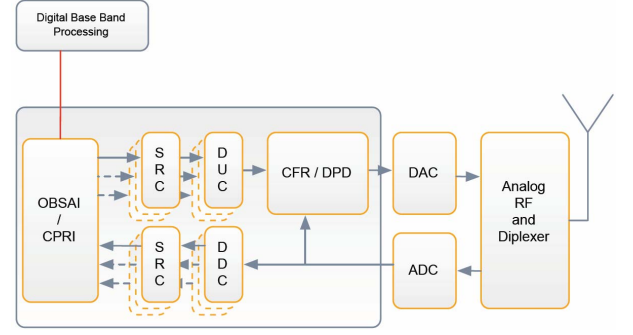 Digital Base Band
Processing
OBSAI
/
CPRI
S
R
C
D
U
C
CFR / DPD
DAC
Analog
RF
and
Diplexer
S
R
C
D
D
C
ADC